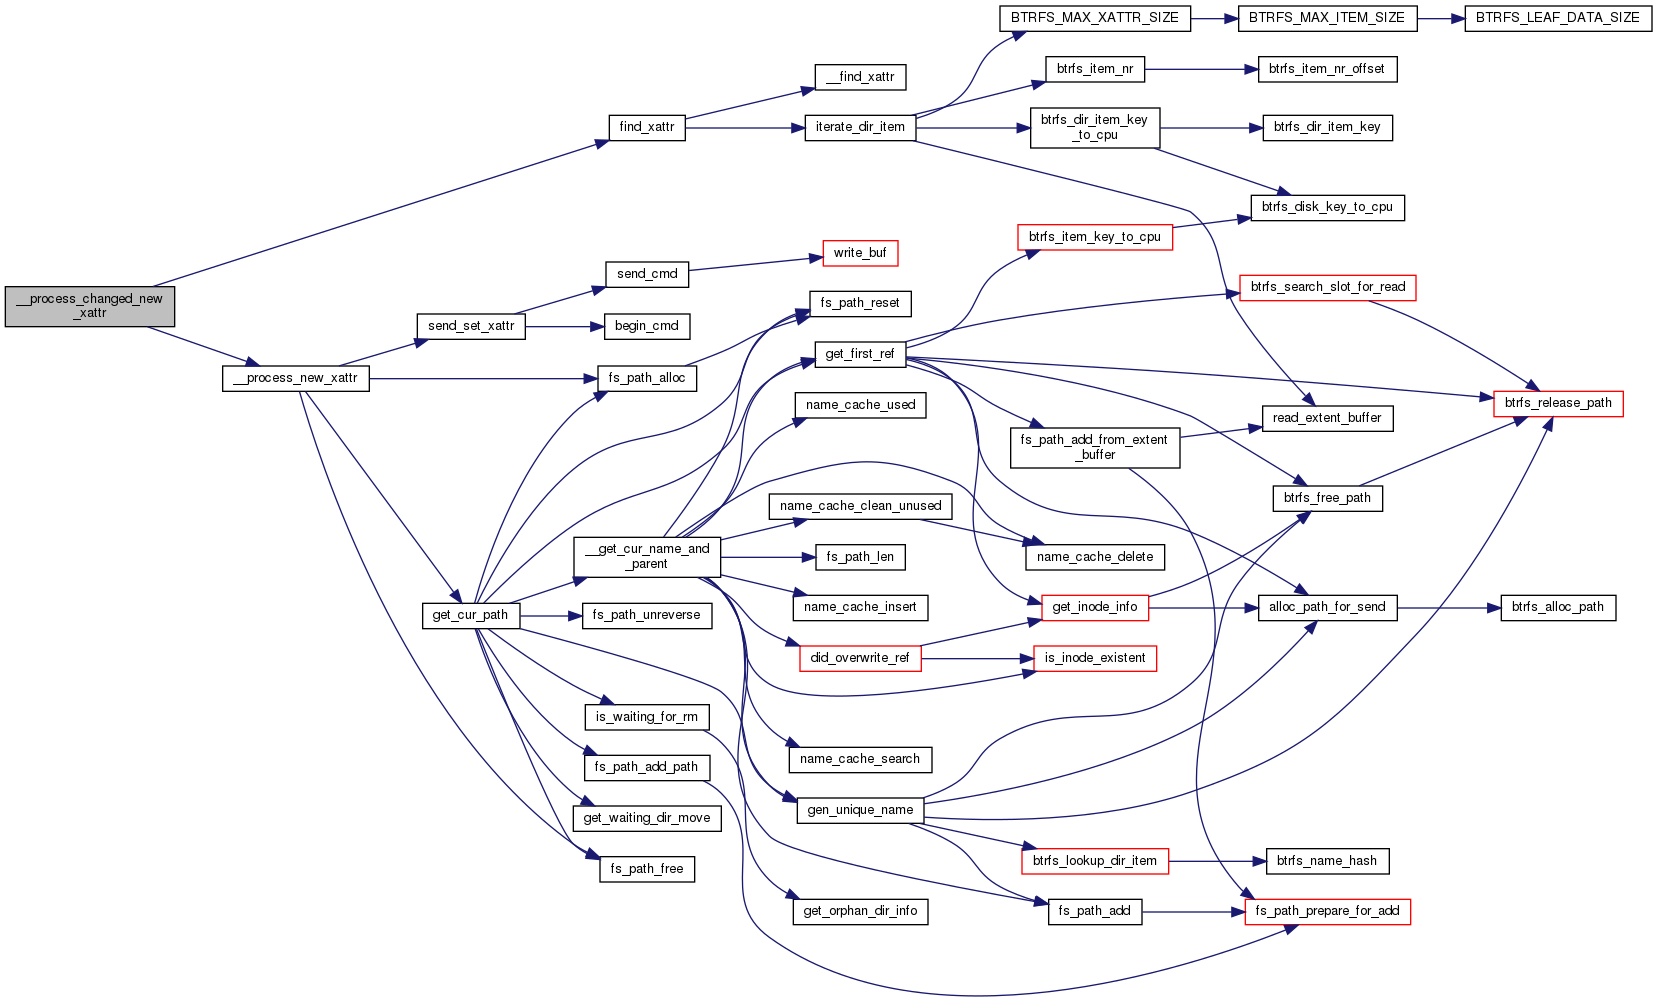 BTRFS_MAX_XATTR_SIZE
BTRFS_MAX_ITEM_SIZE
BTRFS_LEAF_DATA_SIZE
__find_xattr
btrfs_item_nr
btrfs_item_nr_offset
find_xattr
iterate_dir_item
btrfs_dir_item_key
_to_cpu
btrfs_dir_item_key
btrfs_disk_key_to_cpu
btrfs_item_key_to_cpu
write_buf
send_cmd
btrfs_search_slot_for_read
__process_changed_new
_xattr
fs_path_reset
send_set_xattr
begin_cmd
get_first_ref
__process_new_xattr
fs_path_alloc
name_cache_used
btrfs_release_path
read_extent_buffer
fs_path_add_from_extent
_buffer
btrfs_free_path
name_cache_clean_unused
__get_cur_name_and
_parent
fs_path_len
name_cache_delete
get_cur_path
fs_path_unreverse
name_cache_insert
get_inode_info
alloc_path_for_send
btrfs_alloc_path
did_overwrite_ref
is_inode_existent
is_waiting_for_rm
name_cache_search
fs_path_add_path
get_waiting_dir_move
gen_unique_name
fs_path_free
btrfs_lookup_dir_item
btrfs_name_hash
get_orphan_dir_info
fs_path_add
fs_path_prepare_for_add